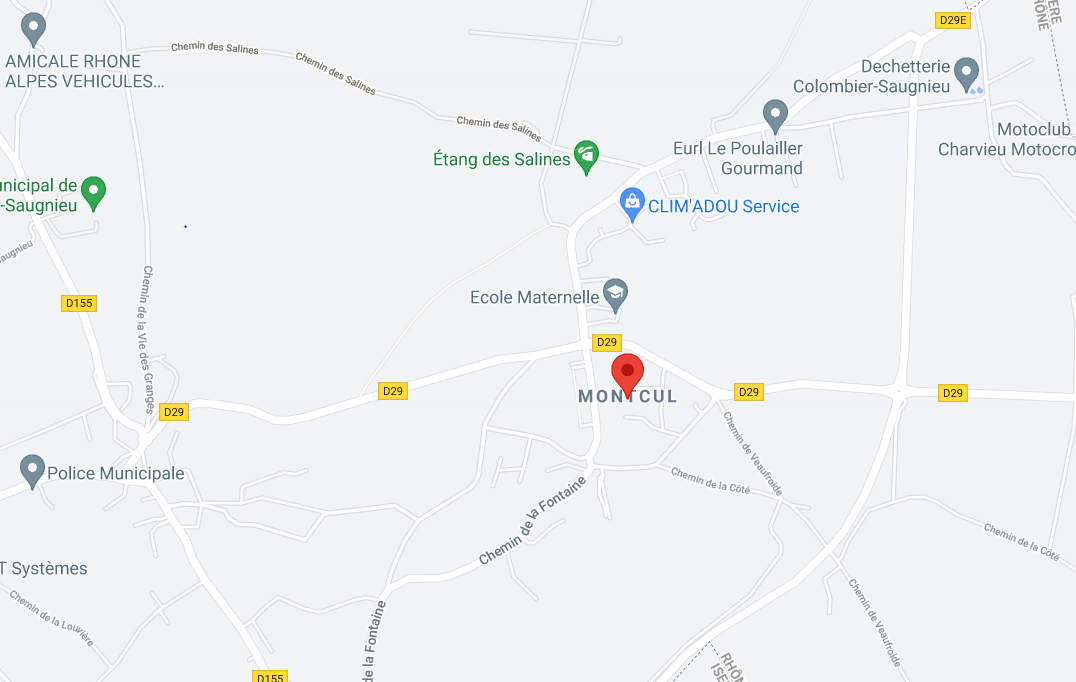 D29E
ÈRE
RHÔNE
AMICALE RHONE
ALPES VEHICULES...
Chemin des Salines
Chemin des Salines
Chemin des Salines
Dechetterie
Colombier-Saugnieu
Motoclub
Charvieu Motocro
Étang des Salines
Eurl Le Poulailler
Gourmand
unicipal de
-Saugnieu
CLIM'ADOU Service
augnieu
D155
Chemin de la Vie des Granges
Ecole Maternelle
D29
D29
MONTCUL
D29
D29
D29
Chemin de Veaufroide
Police Municipale
Chemin de la Côté
Chemin de la Fontaine
Chemin de la Côté
T Systèmes
Chemin de la Louvière
de la Fontaine
Chemin de Veaufroide
RHÔN
ISE
D155